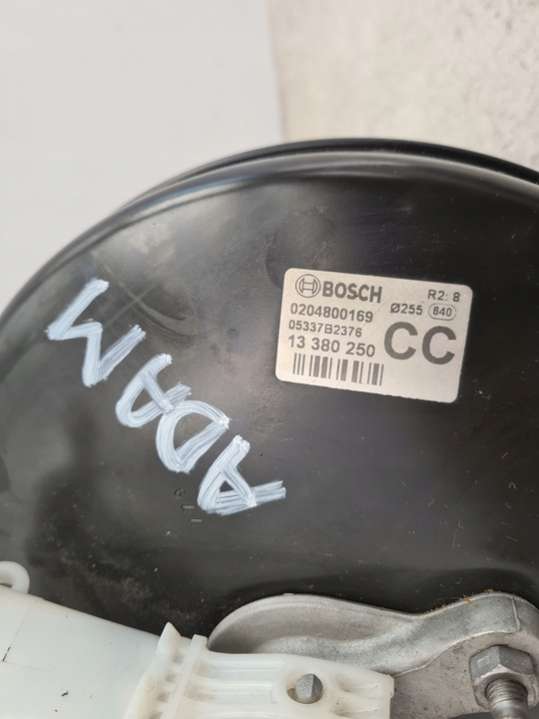 BOSCH R2: 8
0204800169 Ø255 840
05337B2376
13 380 250 CC
ADAM